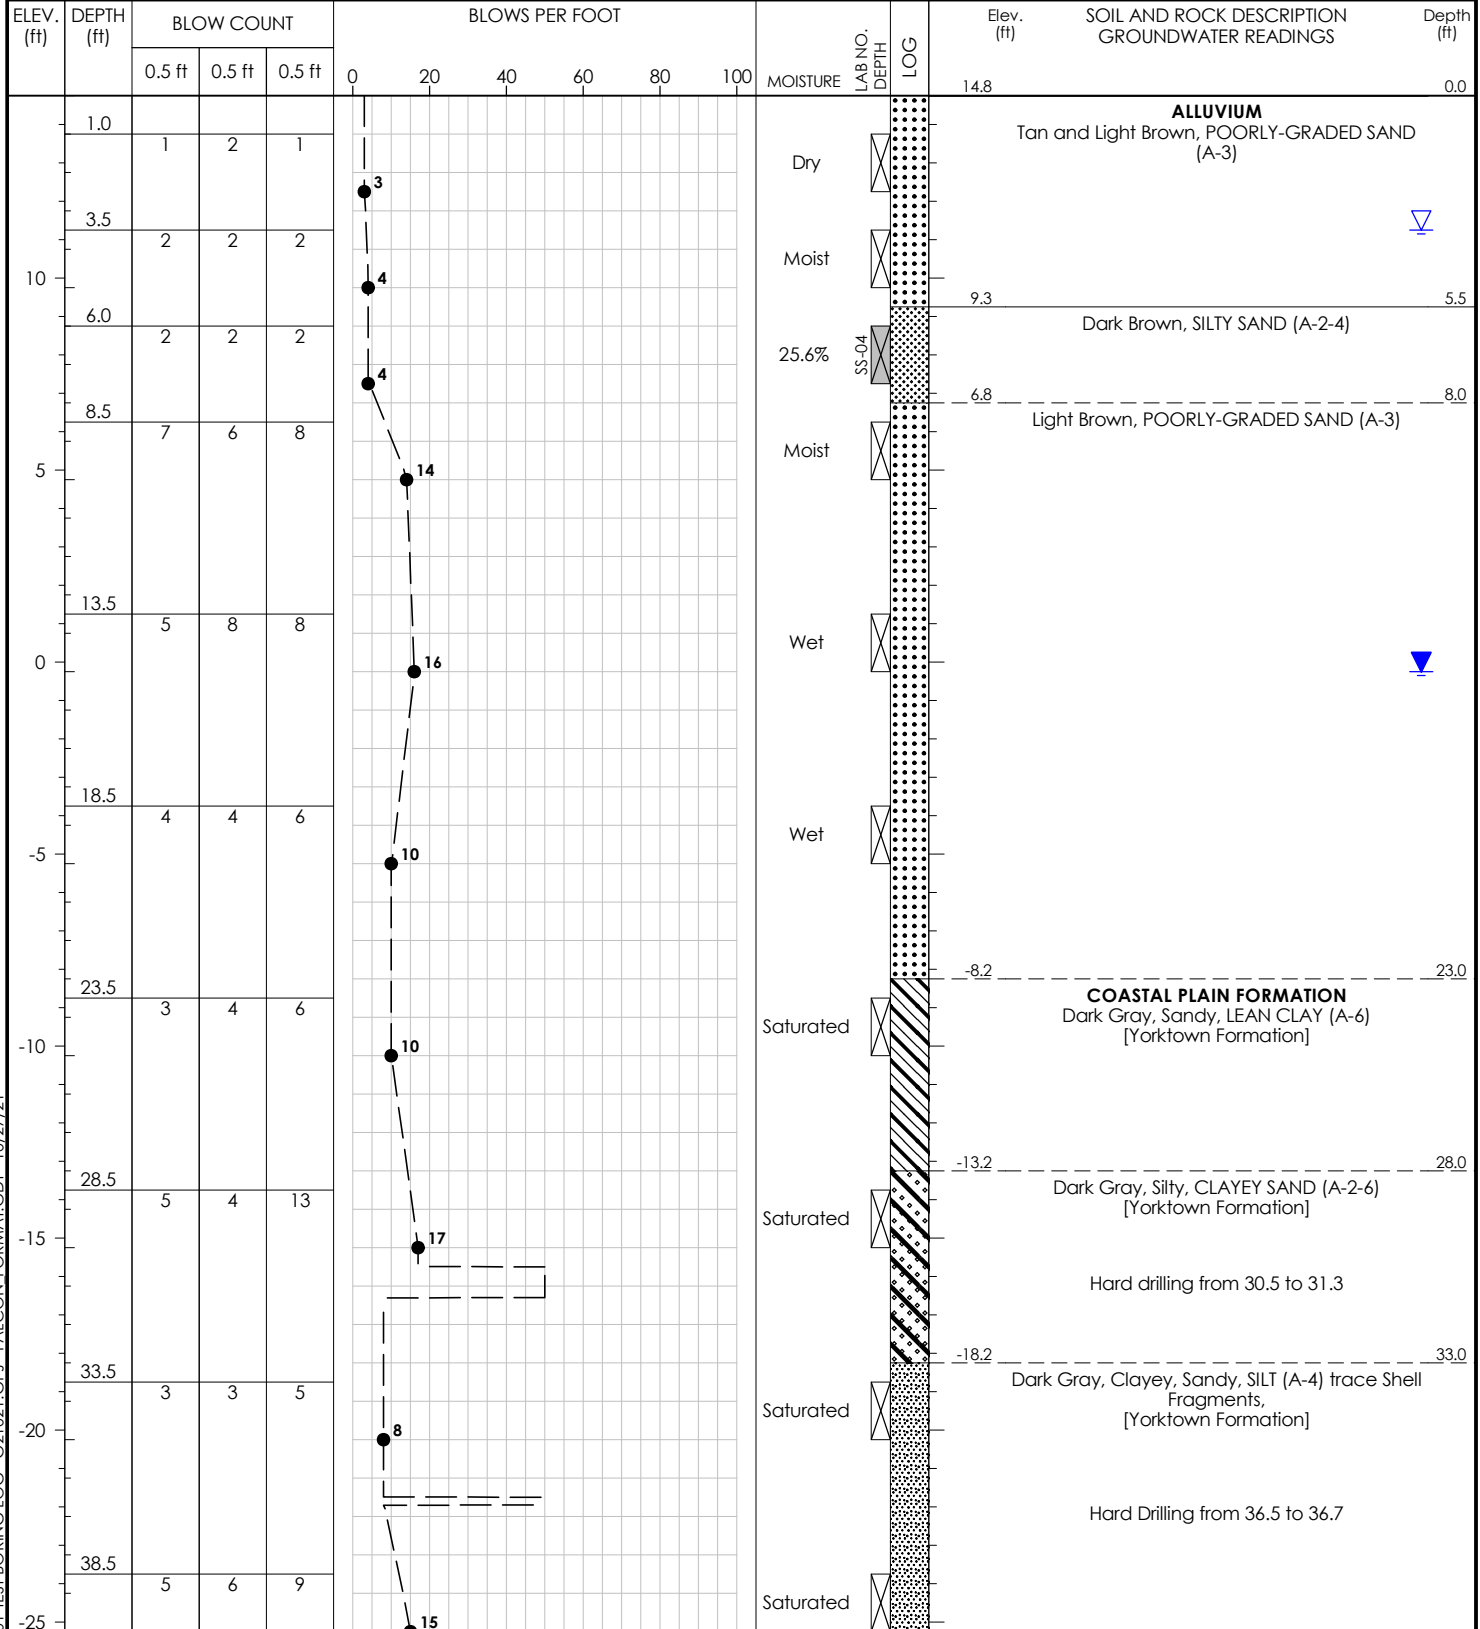 ELEV. (ft) DEPTH (ft) BLOW COUNT BLOWS PER FOOT MOISTURE LAB NO. DEPTH LOG Elev. (ft) SOIL AND ROCK DESCRIPTION GROUNDWATER READINGS Depth (ft)
0.5 ft 0.5 ft 0.5 ft 0 20 40 60 80 100
14.8 0.0
ALLUVIUM
1.0
Tan and Light Brown, POORLY-GRADED SAND
1 2 1
(A-3)
Dry
3
3.5
2 2 2
Moist
10 4
9.3 5.5
6.0
Dark Brown, SILTY SAND (A-2-4)
2 2 2
25.6% SS-04
4
6.8 8.0
8.5
Light Brown, POORLY-GRADED SAND (A-3)
7 6 8
Moist
5 14
13.5
5 8 8
Wet
0 16
18.5
4 4 6
Wet
-5 10
-8.2 23.0
23.5
COASTAL PLAIN FORMATION
3 4 6
Dark Gray, Sandy, LEAN CLAY (A-6)
Saturated
[Yorktown Formation]
-10 10
-13.2 28.0
28.5
Dark Gray, Silty, CLAYEY SAND (A-2-6)
5 4 13
[Yorktown Formation]
Saturated
-15 17
Hard drilling from 30.5 to 31.3
-18.2 33.0
33.5
Dark Gray, Clayey, Sandy, SILT (A-4) trace Shell
3 3 5
Fragments,
Saturated
[Yorktown Formation]
-20 8
Hard Drilling from 36.5 to 36.7
38.5
5 6 9
Saturated
-25 15